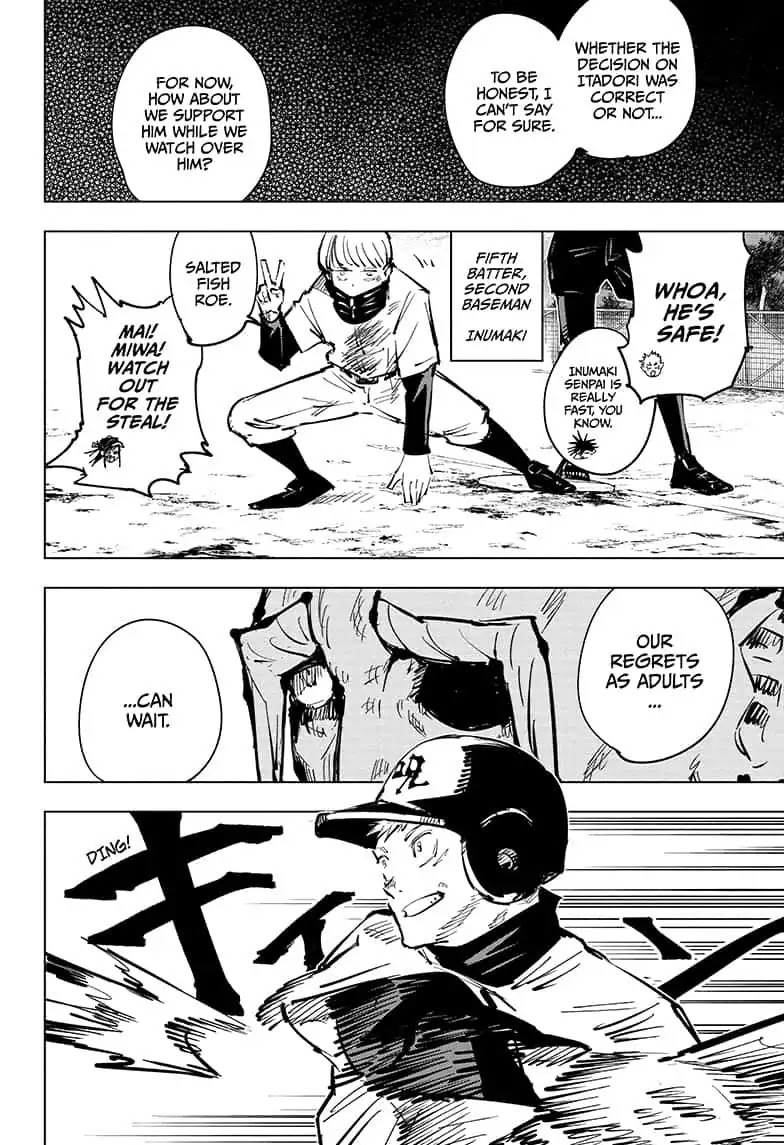 WHETHER THE
DECISION ON
ITADORI WAS
CORRECT
OR NOT...
TO BE
HONEST, I
CAN'T SAY
FOR SURE.
FOR NOW,
HOW ABOUT
WE SUPPORT
HIM WHILE WE
WATCH OVER
HIM?
WHOA,
HE'S
SAFE!
INUMAKI
SENPAI IS
REALLY
FAST, YOU
KNOW.
FIFTH
BATTER,
SECOND
BASEMAN
INUMAKI
SALTED
FISH
ROE.
MAI!
MIWA!
WATCH
OUT
FOR THE
STEAL!
OUR
REGRETS
AS ADULTS
...
...CAN
WAIT.
呪
DING!
キィン